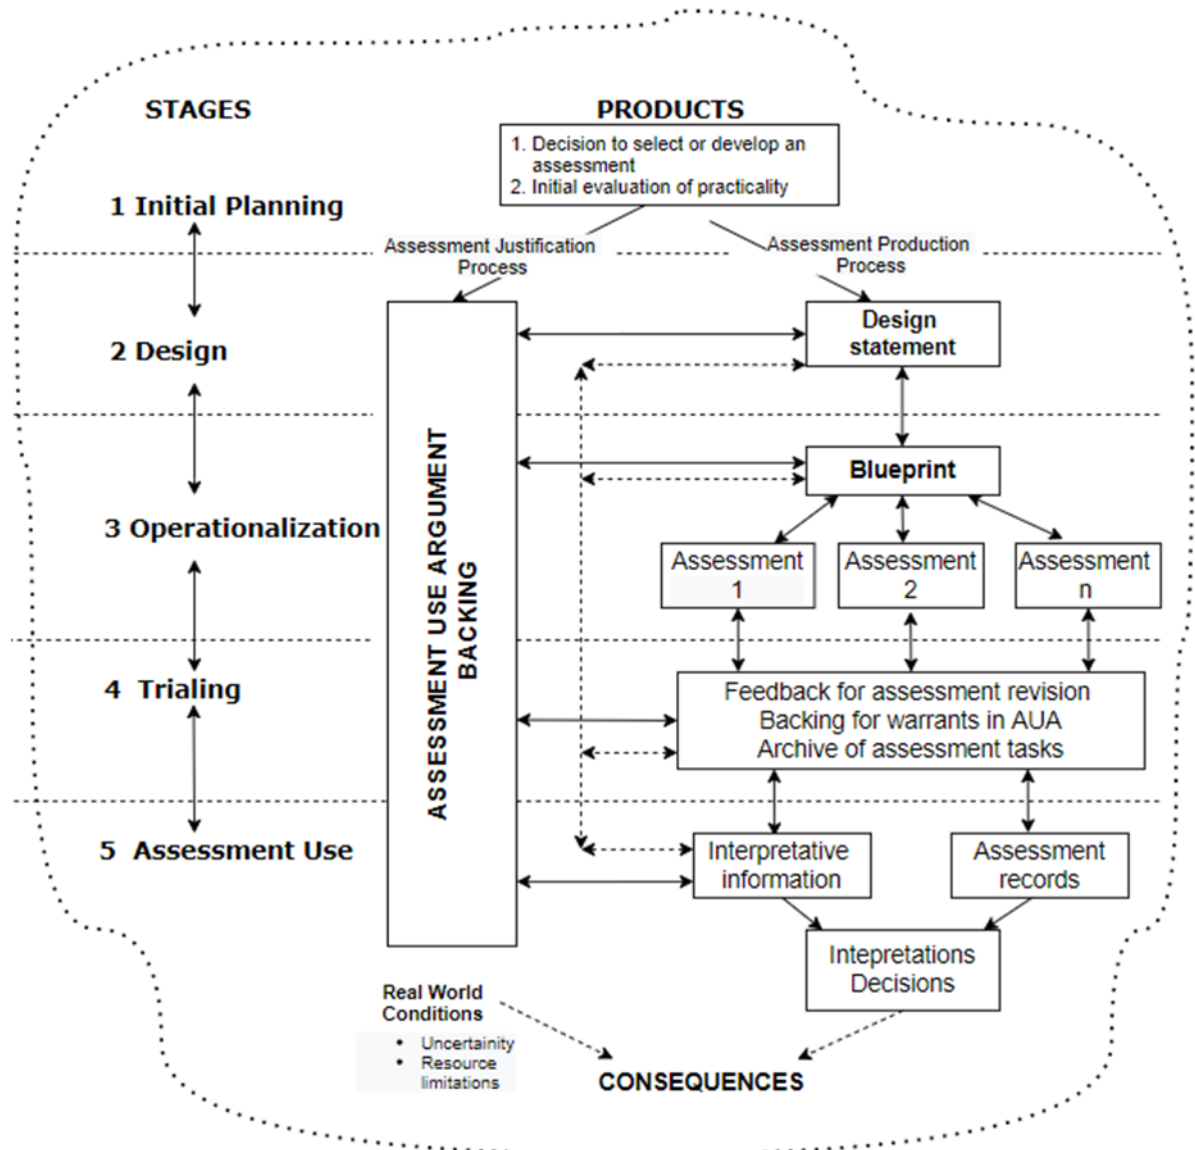 STAGES
PRODUCTS
1. Decision to select or develop an
assessment
2. Initial evaluation of practicality
1 Initial Planning
Assessment Justification
Process
Assessment Production
Process
2 Design
Design
statement
ASSESSMENT USE ARGUMENT
BACKING
Blueprint
3 Operationalization
Assessment
1
Assessment
2
Assessment
n
4 Trialing
Feedback for assessment revision
Backing for warrants in AUA
Archive of assessment tasks
5 Assessment Use
Interpretative
information
Assessment
records
Intepretations
Decisions
Real World
Conditions
• Uncertainity
• Resource
limitations
CONSEQUENCES